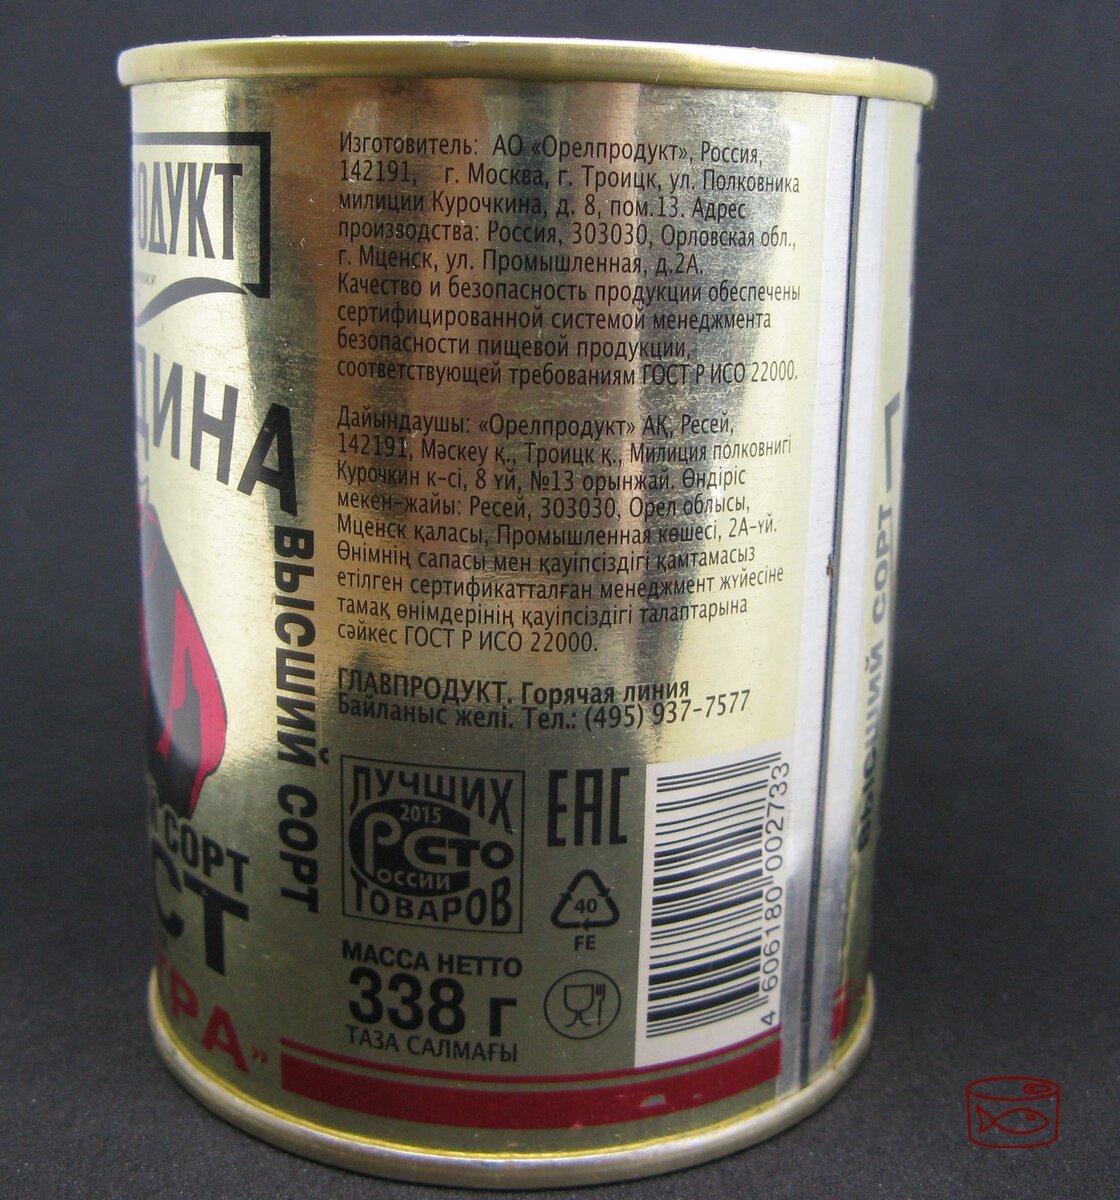 ОДУКТ
ДИНА
ВЫСШИЙ СОРТ
СОРТ
СТ
ТРА»
Изготовитель: АО «Орелпродукт», Россия,
142191, г. Москва, г. Троицк, ул. Полковника
милиции Курочкина, д. 8, пом.13. Адрес
производства: Россия, 303030, Орловская обл.,
г. Мценск, ул. Промышленная, д.2А.
Качество и безопасность продукции обеспечены
сертифицированной системой менеджмента
безопасности пищевой продукции,
соответствующей требованиям ГОСТ Р ИСО 22000.
Дайындаушы: «Орелпродукт» АҚ, Ресей,
142191, Мәскеу қ., Троицк қ., Милиция полковнигі
Курочкин к-сі, 8 үй, №13 орынжай. Өндіріс
мекен-жайы: Ресей, 303030, Орел облысы,
Мценск қаласы, Промышленная көшесі, 2А-үй.
Өнімнің сапасы мен қауіпсіздігі қамтамасыз
етілген сертификатталған менеджмент жүйесіне
тамақ өнімдерінің қауіпсіздігі талаптарына
сәйкес ГОСТ Р ИСО 22000.
ГЛАВПРОДУКТ. Горячая линия
Байланыс желі. Тел.: (495) 937-7577
ЛУЧШИХ
2015
СТО
РОССИИ
ТОВАРОВ
ЕАС
40
FE
МАССА НЕТТО
338 г
ТАЗА САЛМАҒЫ
4 606180 002733
ВЫСШИЙ СОРТ